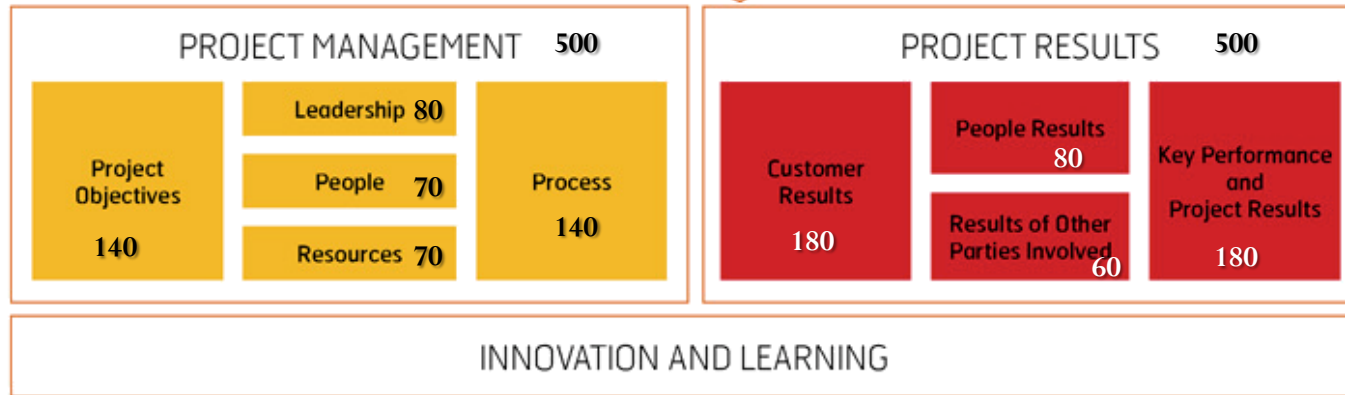 PROJECT MANAGEMENT 500
Project
Objectives
140
Leadership 80
People 70
Resources 70
Process
140
PROJECT RESULTS 500
Customer
Results
180
People Results
80
Results of Other
Parties Involved
60
Key Performance
and
Project Results
180
INNOVATION AND LEARNING